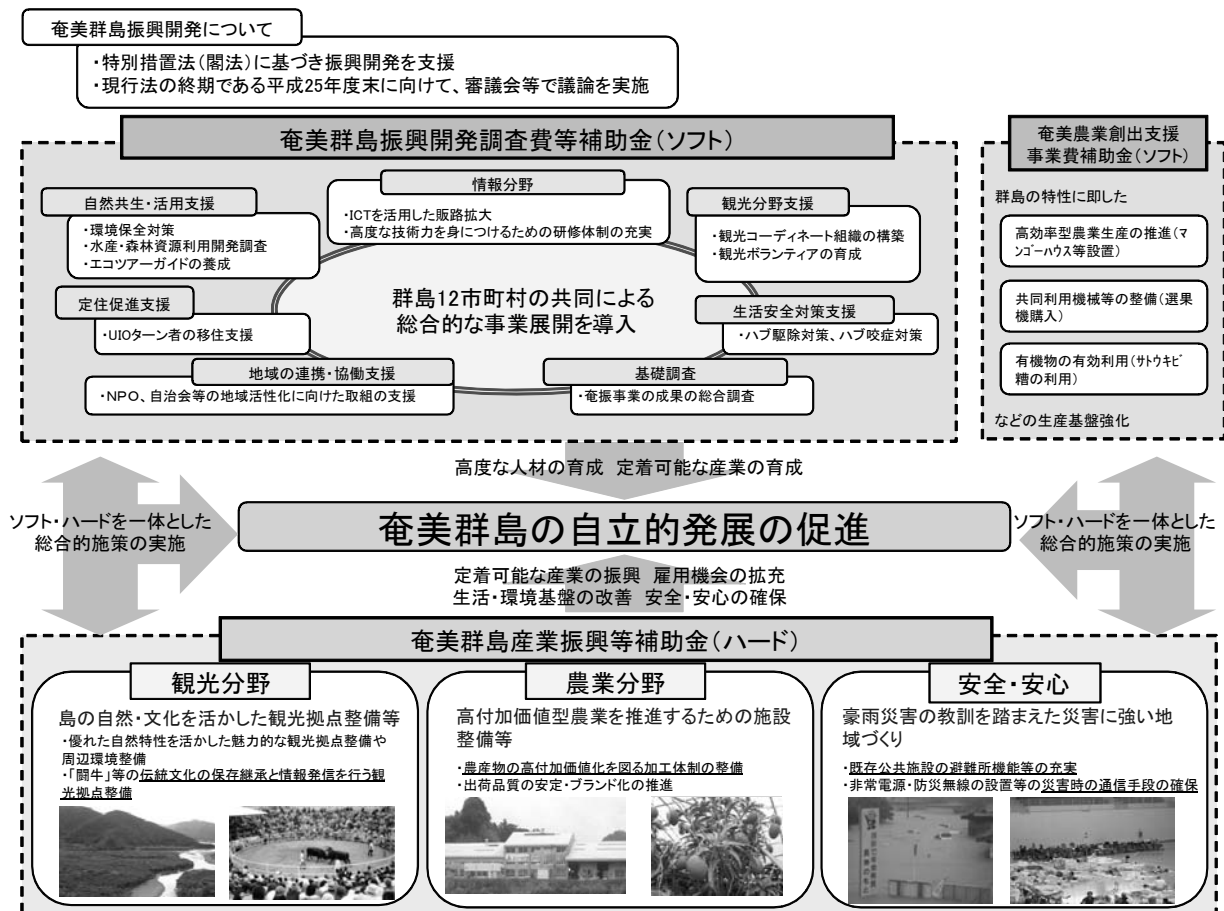 奄美群島振興開発について
・特別措置法(閣法)に基づき振興開発を支援
・現行法の終期である平成25年度末に向けて、審議会等で議論を実施
奄美群島振興開発調査費等補助金(ソフト)
情報分野
・ICTを活用した販路拡大
・高度な技術力を身につけるための研修体制の充実
自然共生・活用支援
・環境保全対策
・水産・森林資源利用開発調査
・エコツアーガイドの養成
観光分野支援
・観光コーディネート組織の構築
・観光ボランティアの育成
群島12市町村の共同による
総合的な事業展開を導入
定住促進支援
・UIOターン者の移住支援
生活安全対策支援
・ハブ駆除対策、ハブ咬症対策
地域の連携・協働支援
・NPO、自治会等の地域活性化に向けた取組の支援
基礎調査
・奄振事業の成果の総合調査
奄美農業創出支援
事業費補助金(ソフト)
群島の特性に即した
高効率型農業生産の推進(マ
ンゴーハウス等設置)
共同利用機械等の整備(選果
機購入)
有機物の有効利用(サトウキビ
糟の利用)
などの生産基盤強化
高度な人材の育成 定着可能な産業の育成
ソフト・ハードを一体とした
総合的施策の実施
奄美群島の自立的発展の促進
ソフト・ハードを一体とした
総合的施策の実施
定着可能な産業の振興 雇用機会の拡充
生活・環境基盤の改善 安全・安心の確保
奄美群島産業振興等補助金(ハード)
観光分野
島の自然・文化を活かした観光拠点整備等
・優れた自然特性を活かした魅力的な観光拠点整備や
周辺環境整備
・「闘牛」等の伝統文化の保存継承と情報発信を行う観
光拠点整備
農業分野
高付加価値型農業を推進するための施設
整備等
・農産物の高付加価値化を図る加工体制の整備
・出荷品質の安定・ブランド化の推進
安全・安心
豪雨災害の教訓を踏まえた災害に強い地
域づくり
・既存公共施設の避難所機能等の充実
・非常電源・防災無線の設置等の災害時の通信手段の確保